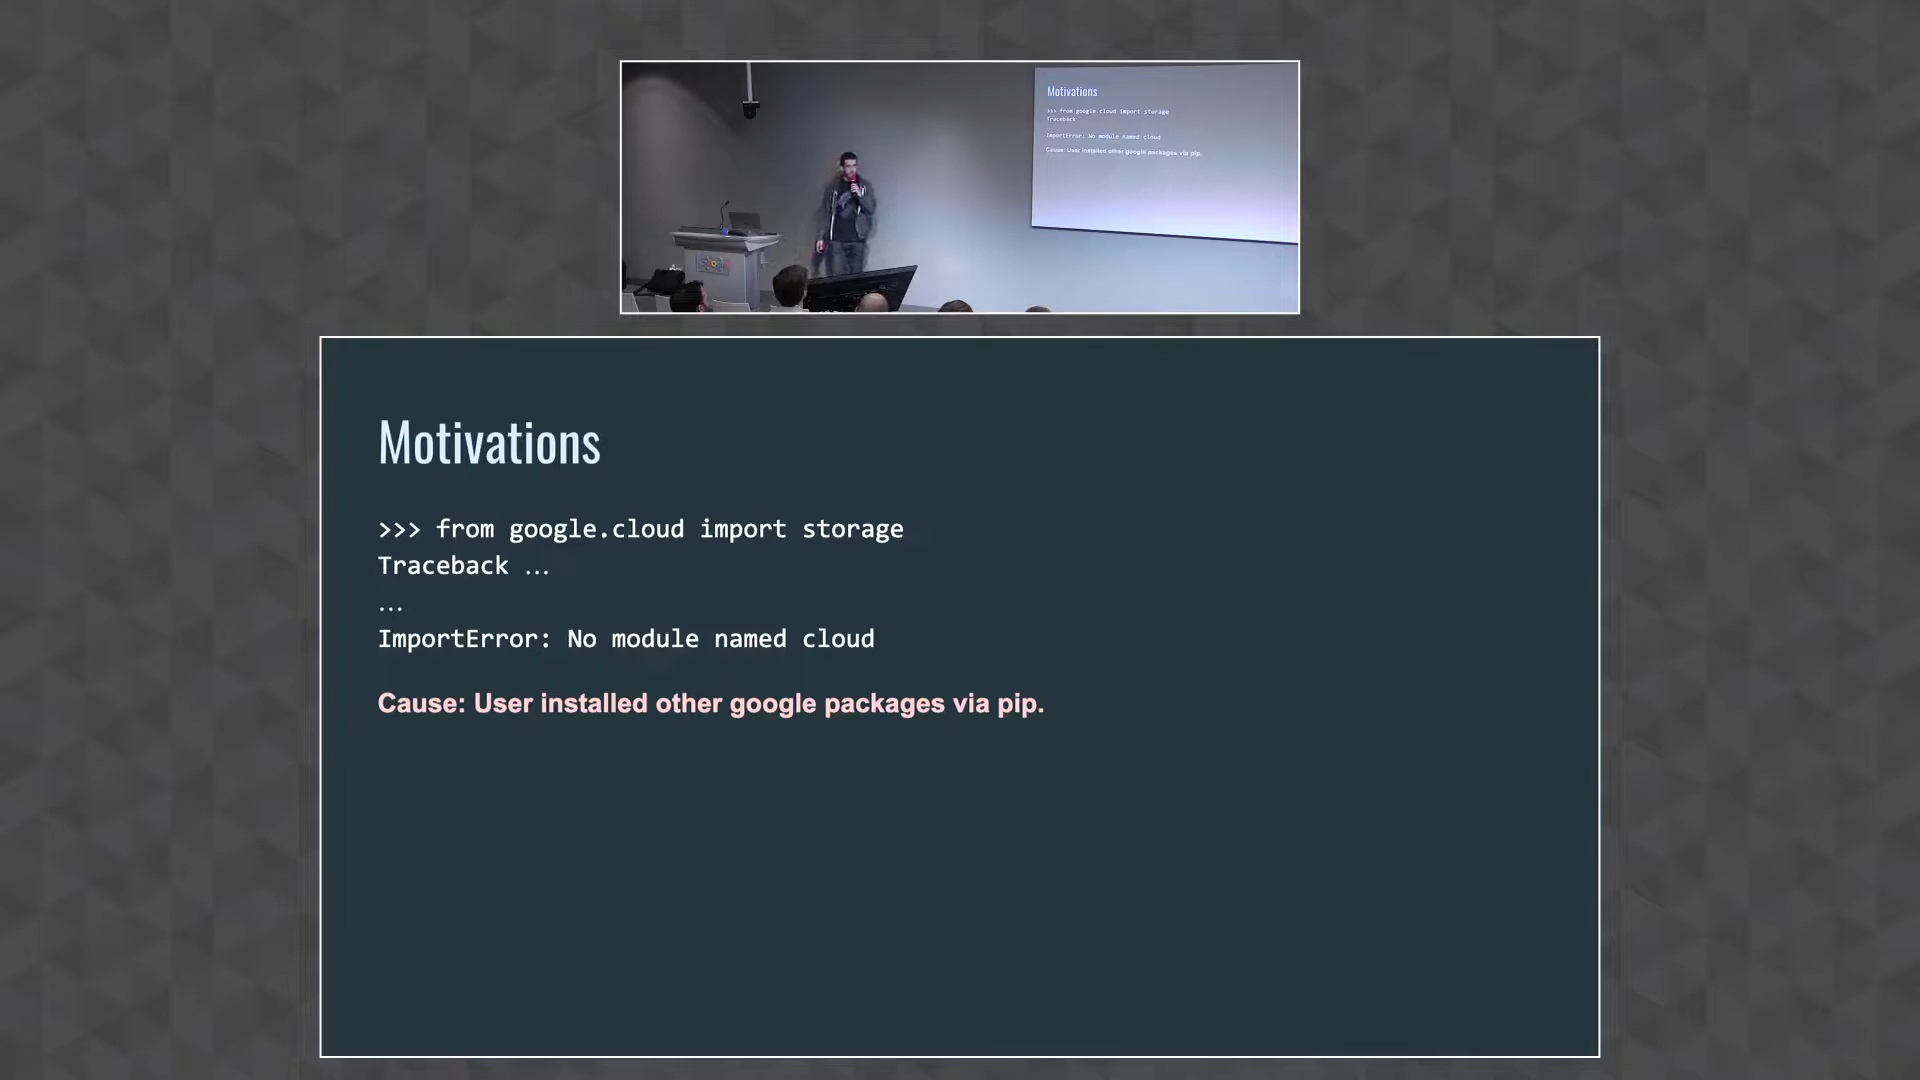 Motivations
>>> from google.cloud import storage
Traceback
ImportError: No module named cloud
Cause: User installed other google packages via pip.
Google
Motivations
>>> from google.cloud import storage
Traceback ...
...
ImportError: No module named cloud
Cause: User installed other google packages via pip.